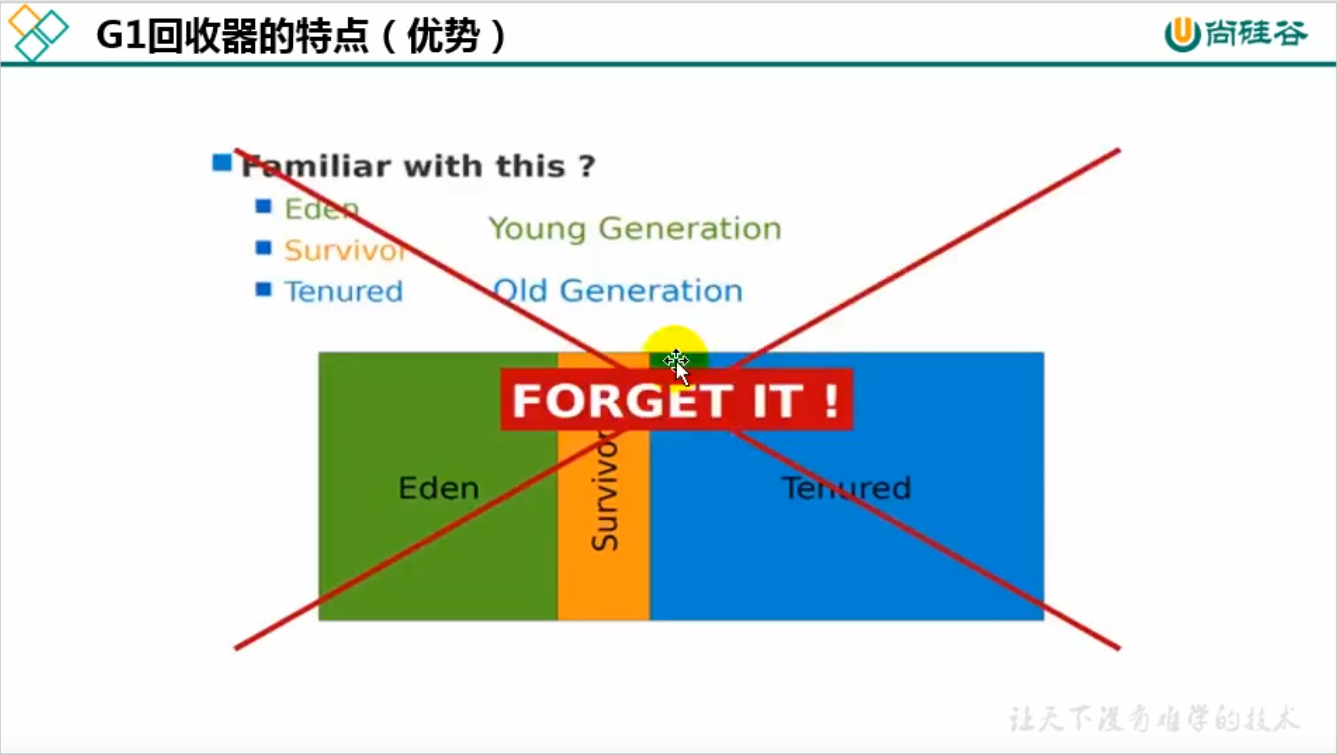 G1回收器的特点（优势）
尚硅谷
Familiar with this ?
Eden
Survivor
Tenured
Young Generation
Old Generation
FORGET IT !
Eden
Survivor
Tenured
让天下没有难学的技术